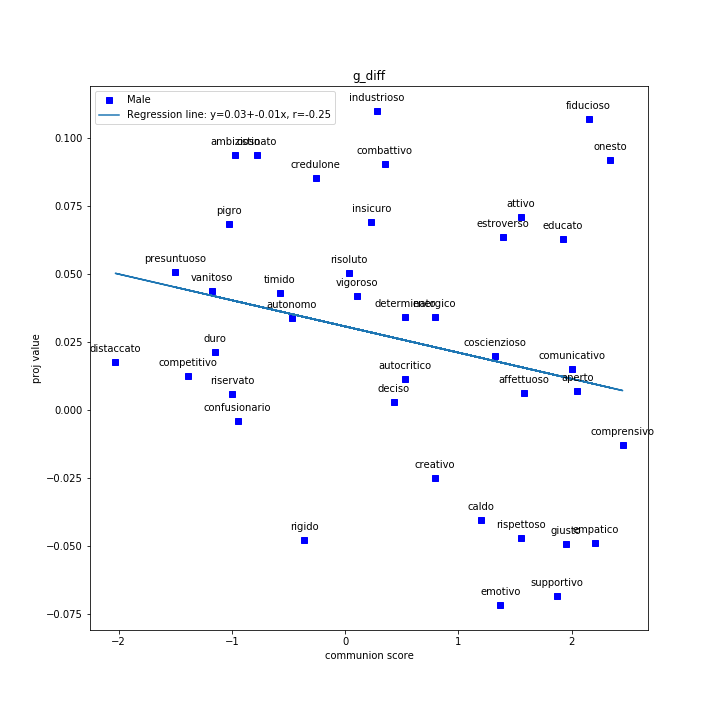 g_diff
Male
Regression line: y=0.03+-0.01x, r=-0.25
industrioso
fiducioso
ambizioso
ostinato
onesto
combattivo
credulone
attivo
pigro
insicuro
estroverso
educato
presuntuoso
risoluto
vanitoso
timido
vigoroso
autonomo
determinato
energico
distaccato
duro
coscienzioso
competitivo
comunicativo
autocritico
riservato
affettuoso
aperto
deciso
confusionario
comprensivo
creativo
caldo
rigido
rispettoso
giusto
empatico
supportivo
emotivo
0.100
0.075
0.050
0.025
0.000
−0.025
−0.050
−0.075
proj value
−2
−1
0
1
2
communion score